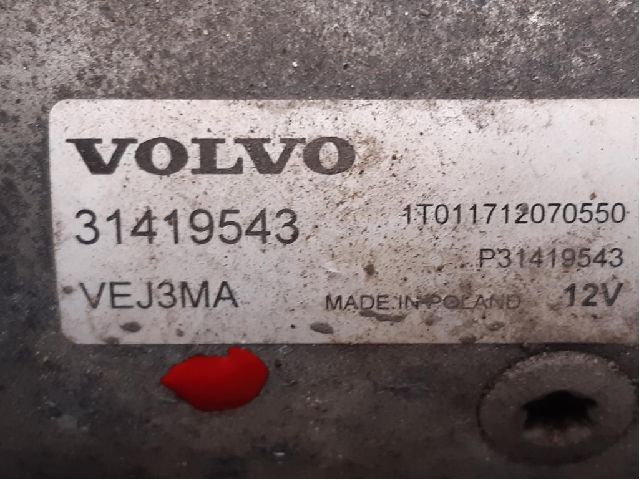 VOLVO
31419543
1T011712070550
P31419543
VEJ3MA
MADE IN POLAND 12V